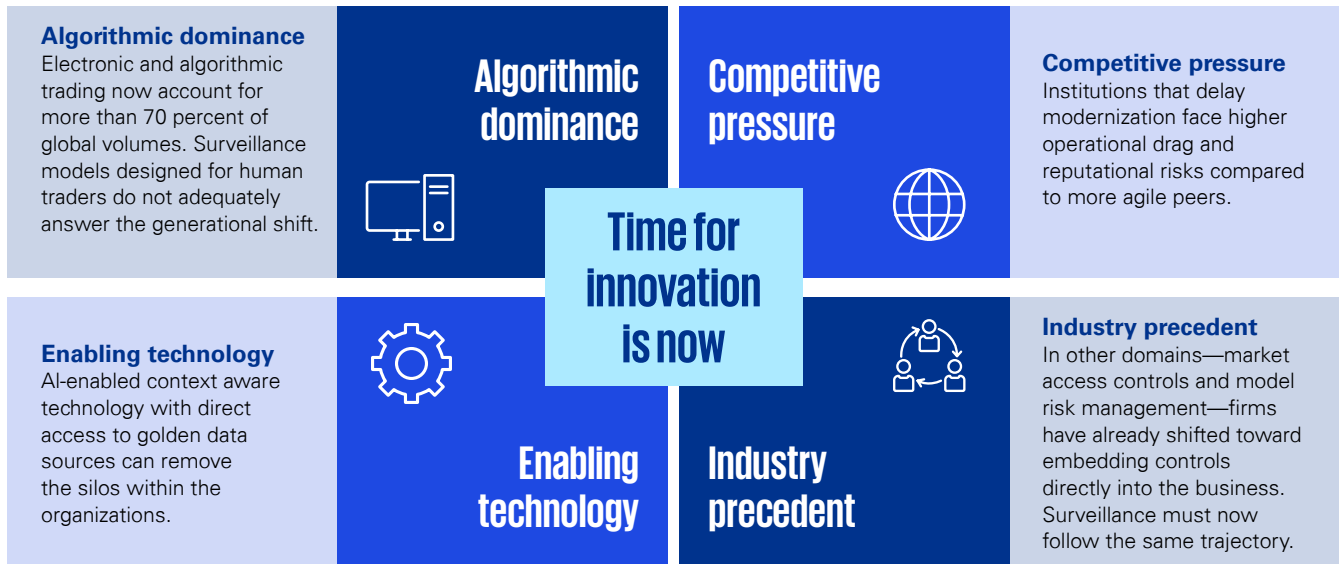 Algorithmic dominance
Electronic and algorithmic
trading now account for
more than 70 percent of
global volumes. Surveillance
models designed for human
traders do not adequately
answer the generational shift.
Algorithmic
dominance
Competitive
pressure
Competitive pressure
Institutions that delay
modernization face higher
operational drag and
reputational risks compared
to more agile peers.
Time for
innovation
is now
Enabling technology
AI-enabled context aware
technology with direct
access to golden data
sources can remove
the silos within the
organizations.
Enabling
technology
Industry
precedent
Industry precedent
In other domains—market
access controls and model
risk management—firms
have already shifted toward
embedding controls
directly into the business.
Surveillance must now
follow the same trajectory.